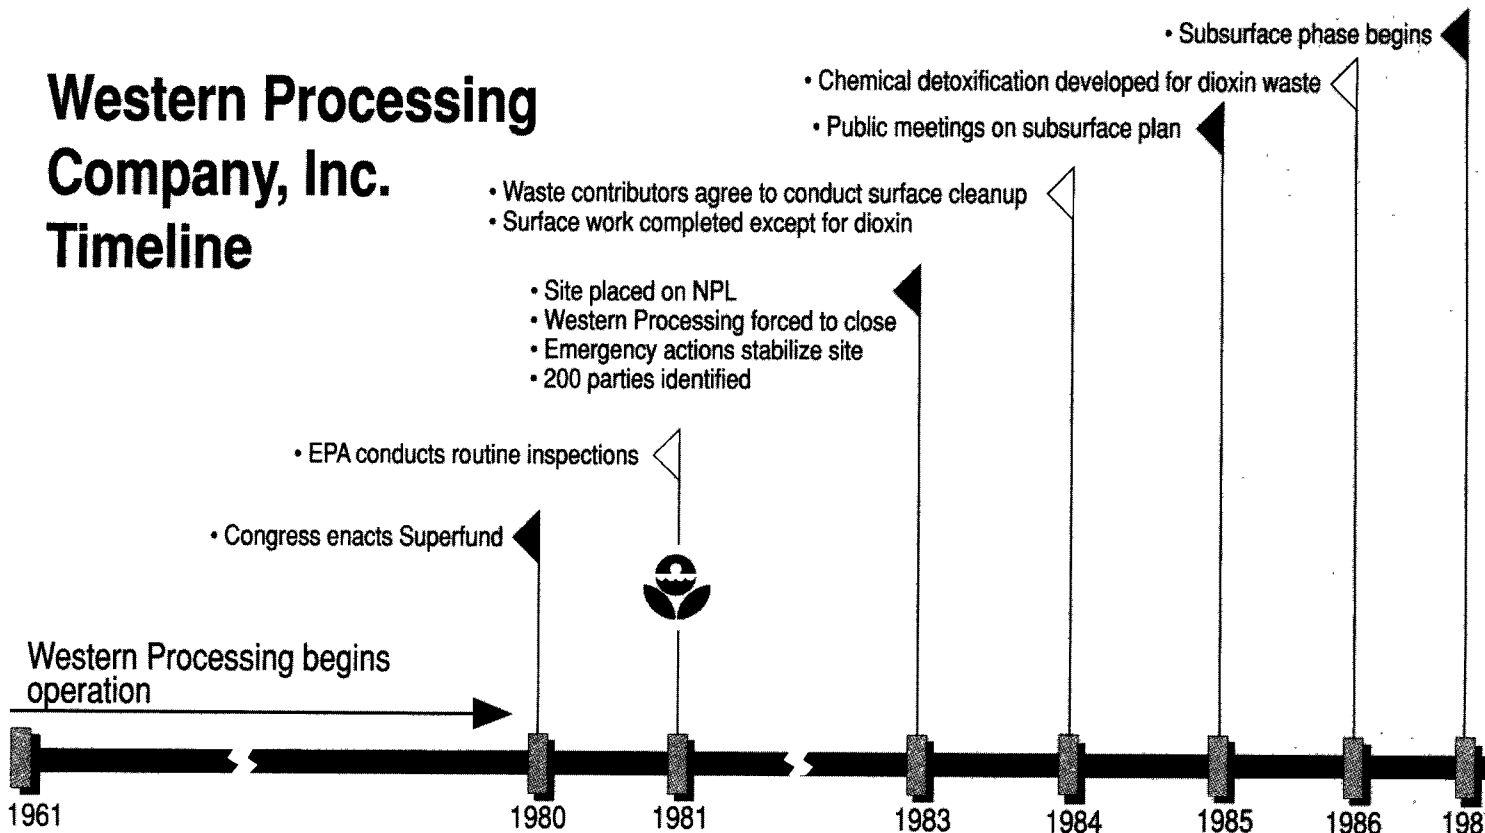 Western Processing
Company, Inc.
Timeline
• Subsurface phase begins
• Chemical detoxification developed for dioxin waste
• Public meetings on subsurface plan
• Waste contributors agree to conduct surface cleanup
• Surface work completed except for dioxin
• Site placed on NPL
• Western Processing forced to close
• Emergency actions stabilize site
• 200 parties identified
• EPA conducts routine inspections
• Congress enacts Superfund
Western Processing begins
operation
1961 1980 1981 1983 1984 1985 1986